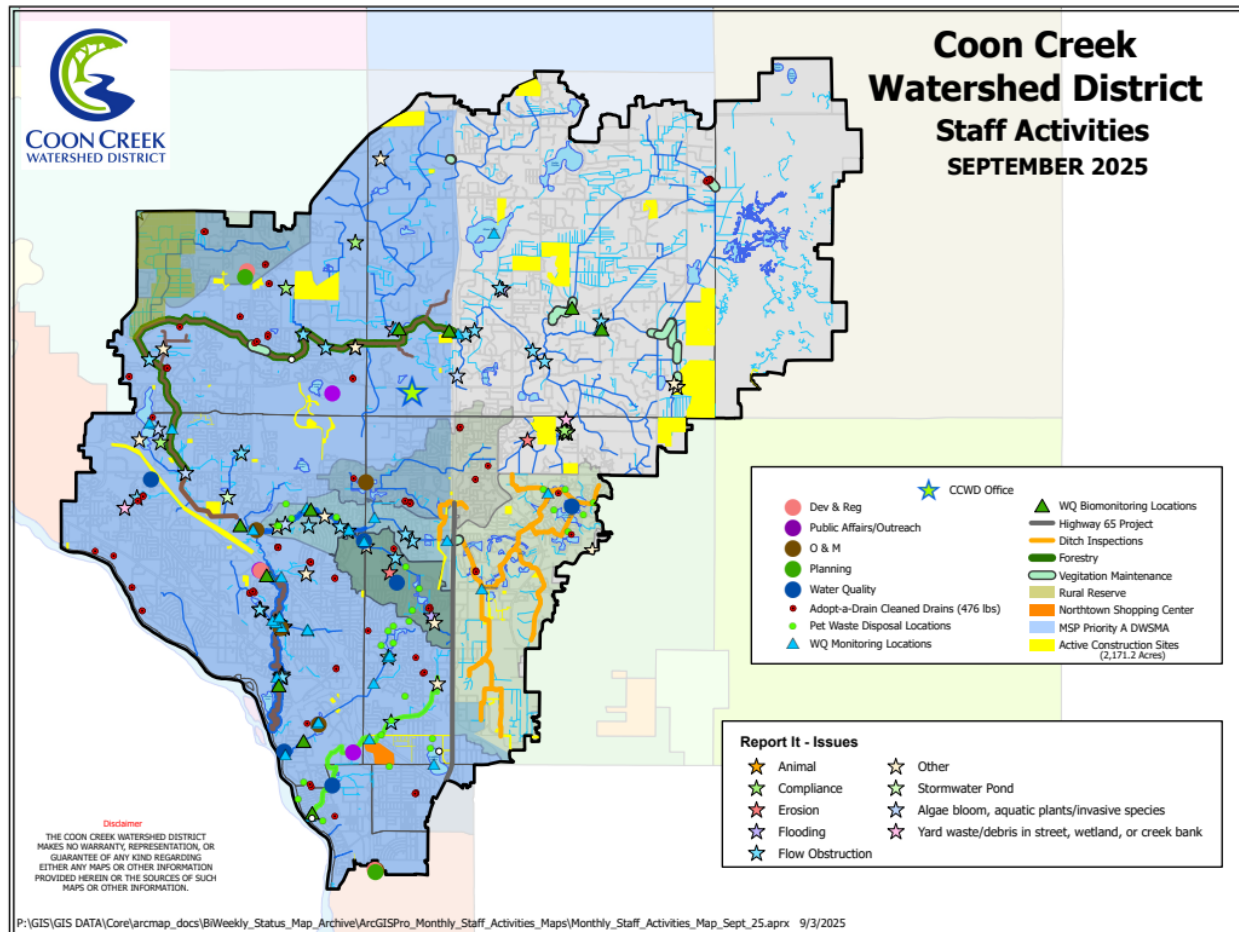 COON CREEK
WATERSHED DISTRICT
Coon Creek
Watershed District
Staff Activities
SEPTEMBER 2025
CCWD Office
Dev & Reg
Public Affairs/Outreach
O & M
Planning
Water Quality
Adopt-a-Drain Cleaned Drains (476 lbs)
Pet Waste Disposal Locations
WQ Monitoring Locations
WQ Biomonitoring Locations
Highway 65 Project
Ditch Inspections
Forestry
Vegitation Maintenance
Rural Reserve
Northtown Shopping Center
MSP Priority A DWSMA
Active Construction Sites
(2,171.2 Acres)
Report It - Issues
Animal
Compliance
Erosion
Flooding
Flow Obstruction
Other
Stormwater Pond
Algae bloom, aquatic plants/invasive species
Yard waste/debris in street, wetland, or creek bank
Disclaimer
THE COON CREEK WATERSHED DISTRICT
MAKES NO WARRANTY, REPRESENTATION, OR
GUARANTEE OF ANY KIND REGARDING
EITHER ANY MAPS OR OTHER INFORMATION
PROVIDED HEREIN OR THE SOURCES OF SUCH
MAPS OR OTHER INFORMATION.
P:\GIS\GIS DATA\Core\arcmap_docs\BiWeekly_Status_Map_Archive\ArcGISPro_Monthly_Staff_Activities_Maps\Monthly_Staff_Activities_Map_Sept_25.aprx 9/3/2025